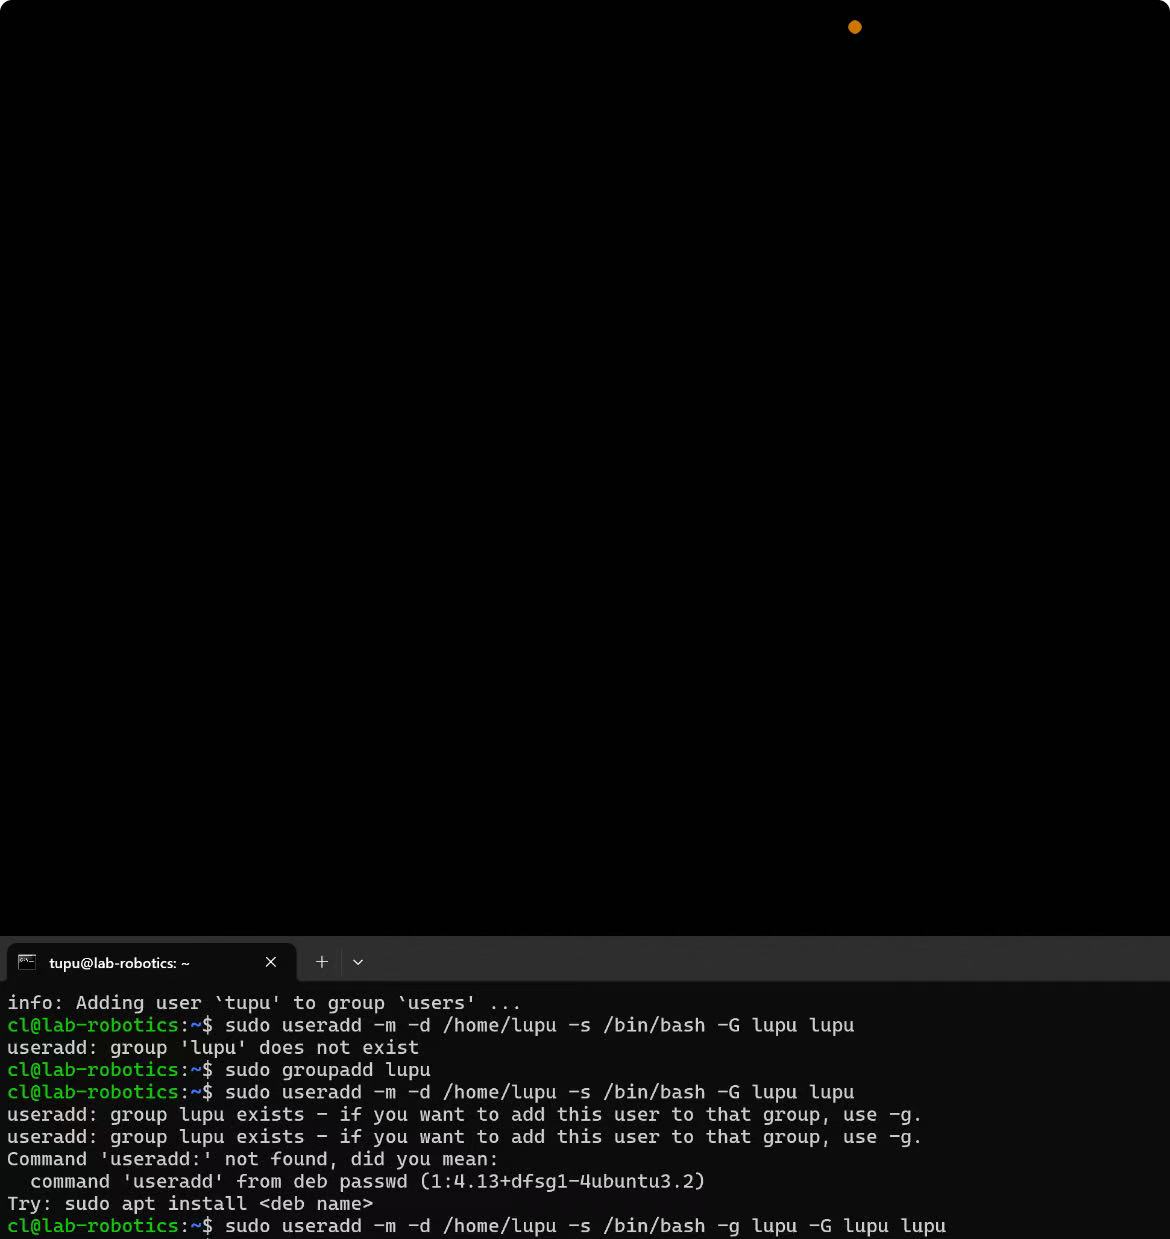 tupu@lab-robotics: ~
info: Adding user `tupu' to group `users' ...
cl@lab-robotics:~$ sudo useradd -m -d /home/lupu -s /bin/bash -G lupu lupu
useradd: group 'lupu' does not exist
cl@lab-robotics:~$ sudo groupadd lupu
cl@lab-robotics:~$ sudo useradd -m -d /home/lupu -s /bin/bash -G lupu lupu
useradd: group lupu exists - if you want to add this user to that group, use -g.
useradd: group lupu exists - if you want to add this user to that group, use -g.
Command 'useradd:' not found, did you mean:
  command 'useradd' from deb passwd (1:4.13+dfsg1-4ubuntu3.2)
Try: sudo apt install <deb name>
cl@lab-robotics:~$ sudo useradd -m -d /home/lupu -s /bin/bash -g lupu -G lupu lupu